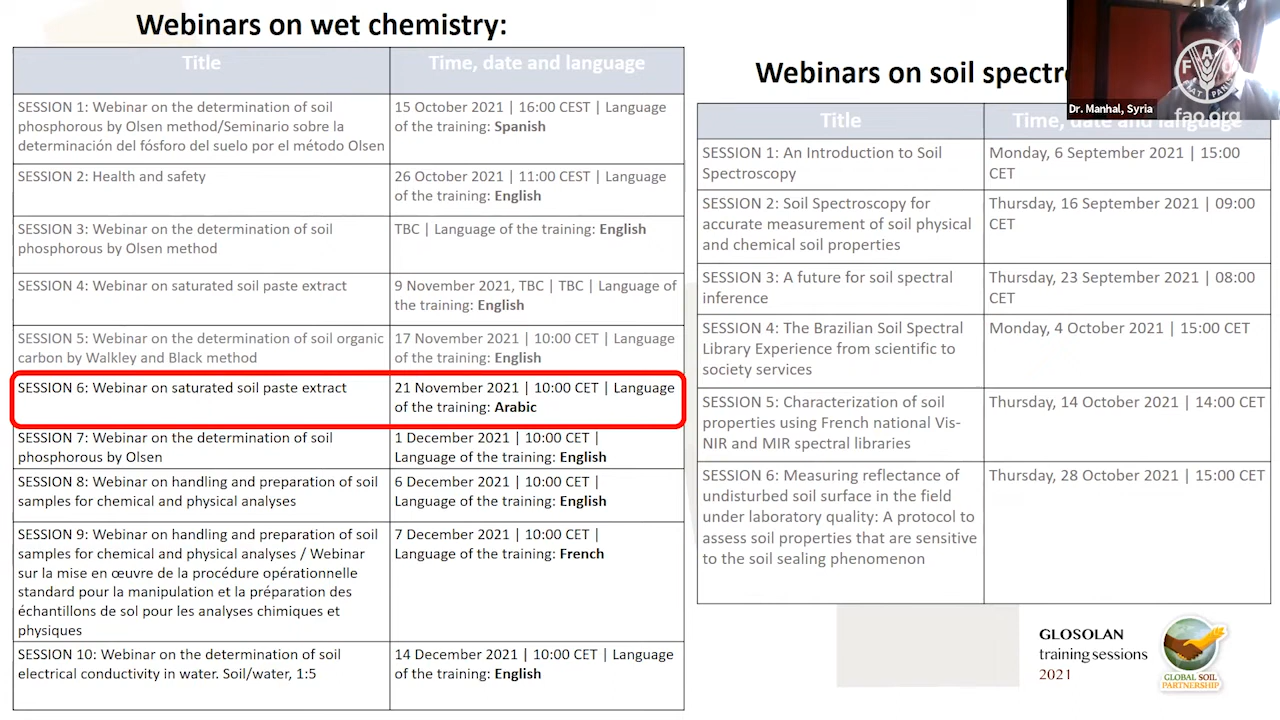 Webinars on wet chemistry:
Title
Time, date and language
SESSION 1: Webinar on the determination of soil
phosphorous by Olsen method/Seminario sobre la
determinación del fósforo del suelo por el método Olsen
15 October 2021 | 16:00 CEST | Language
of the training: Spanish
SESSION 2: Health and safety
26 October 2021 | 11:00 CEST | Language
of the training: English
SESSION 3: Webinar on the determination of soil
phosphorous by Olsen method
TBC | Language of the training: English
SESSION 4: Webinar on saturated soil paste extract
9 November 2021, TBC | TBC | Language of
the training: English
SESSION 5: Webinar on the determination of soil organic
carbon by Walkley and Black method
17 November 2021 | 10:00 CET | Language
of the training: English
SESSION 6: Webinar on saturated soil paste extract
21 November 2021 | 10:00 CET | Language
of the training: Arabic
SESSION 7: Webinar on the determination of soil
phosphorous by Olsen
1 December 2021 | 10:00 CET |
Language of the training: English
SESSION 8: Webinar on handling and preparation of soil
samples for chemical and physical analyses
6 December 2021 | 10:00 CET |
Language of the training: English
SESSION 9: Webinar on handling and preparation of soil
samples for chemical and physical analyses / Webinar
sur la mise en œuvre de la procédure opérationnelle
standard pour la manipulation et la préparation des
échantillons de sol pour les analyses chimiques et
physiques
7 December 2021 | 10:00 CET |
Language of the training: French
SESSION 10: Webinar on the determination of soil
electrical conductivity in water. Soil/water, 1:5
14 December 2021 | 10:00 CET | Language
of the training: English
Webinars on soil
Title
Time, date and language
SESSION 1: An Introduction to Soil
Spectroscopy
Monday, 6 September 2021 | 15:00
CET
SESSION 2: Soil Spectroscopy for
accurate measurement of soil physical
and chemical soil properties
Thursday, 16 September 2021 | 09:00
CET
SESSION 3: A future for soil spectral
inference
Thursday, 23 September 2021 | 08:00
CET
SESSION 4: The Brazilian Soil Spectral
Library Experience from scientific to
society services
Monday, 4 October 2021 | 15:00 CET
SESSION 5: Characterization of soil
properties using French national Vis-
NIR and MIR spectral libraries
Thursday, 14 October 2021 | 14:00 CET
SESSION 6: Measuring reflectance of
undisturbed soil surface in the field
under laboratory quality: A protocol to
assess soil properties that are sensitive
to the soil sealing phenomenon
Thursday, 28 October 2021 | 15:00 CET
Dr. Manhal, Syria
fao.org
GLOSOLAN
training sessions
2021
GLOBAL SOIL
PARTNERSHIP